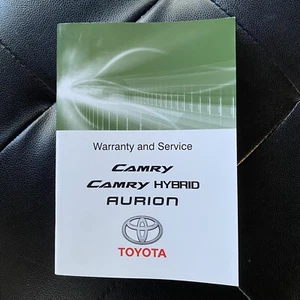 Warranty and Service
CAMRY
CAMRY HYBRID
AURION
TOYOTA